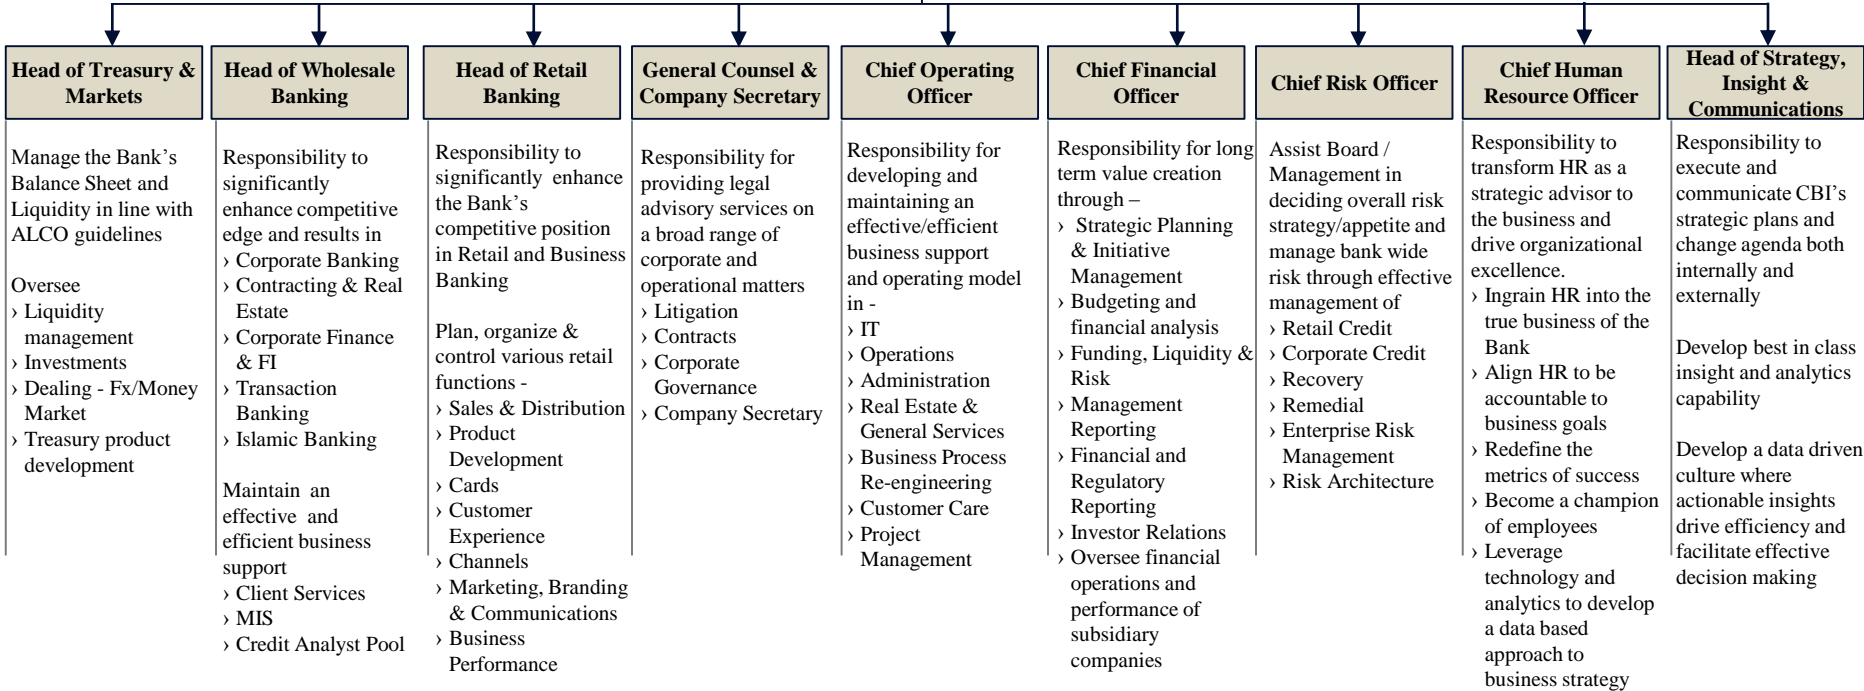 Head of Treasury &
Markets
Manage the Bank's
Balance Sheet and
Liquidity in line with
ALCO guidelines
Oversee
› Liquidity
management
› Investments
› Dealing - Fx/Money
Market
› Treasury product
development
Head of Wholesale
Banking
Responsibility to
significantly
enhance competitive
edge and results in
› Corporate Banking
› Contracting & Real
Estate
› Corporate Finance
& FI
› Transaction
Banking
› Islamic Banking
Maintain an
effective and
efficient business
support
› Client Services
› MIS
› Credit Analyst Pool
Head of Retail
Banking
Responsibility to
significantly enhance
the Bank's
competitive position
in Retail and Business
Banking
Plan, organize &
control various retail
functions -
› Sales & Distribution
› Product
Development
› Cards
› Customer
Experience
› Channels
› Marketing, Branding
& Communications
› Business
Performance
General Counsel &
Company Secretary
Responsibility for
providing legal
advisory services on
a broad range of
corporate and
operational matters
› Litigation
› Contracts
› Corporate
Governance
› Company Secretary
Chief Operating
Officer
Responsibility for
developing and
maintaining an
effective/efficient
business support
and operating model
in -
› IT
› Operations
› Administration
› Real Estate &
General Services
› Business Process
Re-engineering
› Customer Care
› Project
Management
Chief Financial
Officer
Responsibility for long
term value creation
through –
› Strategic Planning
& Initiative
Management
› Budgeting and
financial analysis
› Funding, Liquidity &
Risk
› Management
Reporting
› Financial and
Regulatory
Reporting
› Investor Relations
› Oversee financial
operations and
performance of
subsidiary
companies
Chief Risk Officer
Assist Board /
Management in
deciding overall risk
strategy/appetite and
manage bank wide
risk through effective
management of
› Retail Credit
› Corporate Credit
› Recovery
› Remedial
› Enterprise Risk
Management
› Risk Architecture
Chief Human
Resource Officer
Responsibility to
transform HR as a
strategic advisor to
the business and
drive organizational
excellence.
› Ingrain HR into the
true business of the
Bank
› Align HR to be
accountable to
business goals
› Redefine the
metrics of success
› Become a champion
of employees
› Leverage
technology and
analytics to develop
a data based
approach to
business strategy
Head of Strategy,
Insight &
Communications
Responsibility to
execute and
communicate CBI's
strategic plans and
change agenda both
internally and
externally
Develop best in class
insight and analytics
capability
Develop a data driven
culture where
actionable insights
drive efficiency and
facilitate effective
decision making